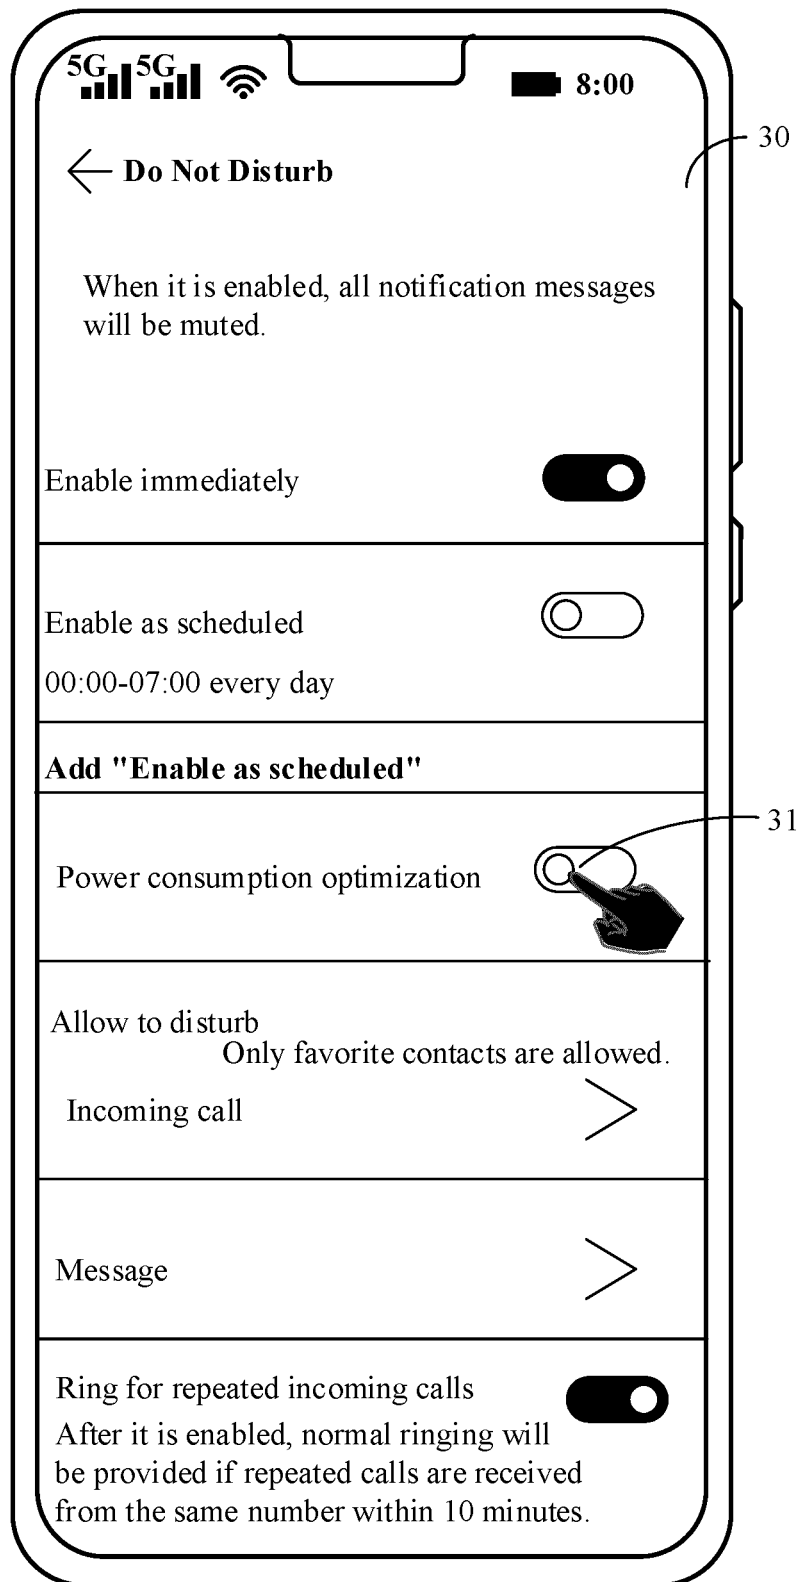 5G 5G 8:00
30
Do Not Disturb
When it is enabled, all notification messages
will be muted.
Enable immediately
Enable as scheduled
00:00-07:00 every day
Add "Enable as scheduled"
31
Power consumption optimization
Allow to disturb
Only favorite contacts are allowed.
Incoming call
Message
Ring for repeated incoming calls
After it is enabled, normal ringing will
be provided if repeated calls are received
from the same number within 10 minutes.